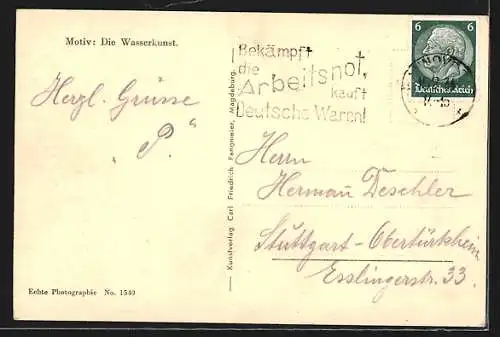 Motiv: Die Wasserkunst.
Herzl. Grüsse
„P."
Echte Photographie No. 1540
Kunstverlag Carl Friedrich Fangmeier, Magdeburg.
Bekämpft
die
Arbeitsnot,
kauft
Deutsche Waren!
6 6
Deutsches Reich
Herrn
Hermann Deschler
Stuttgart-Obertürkheim
Esslingerstr. 33.